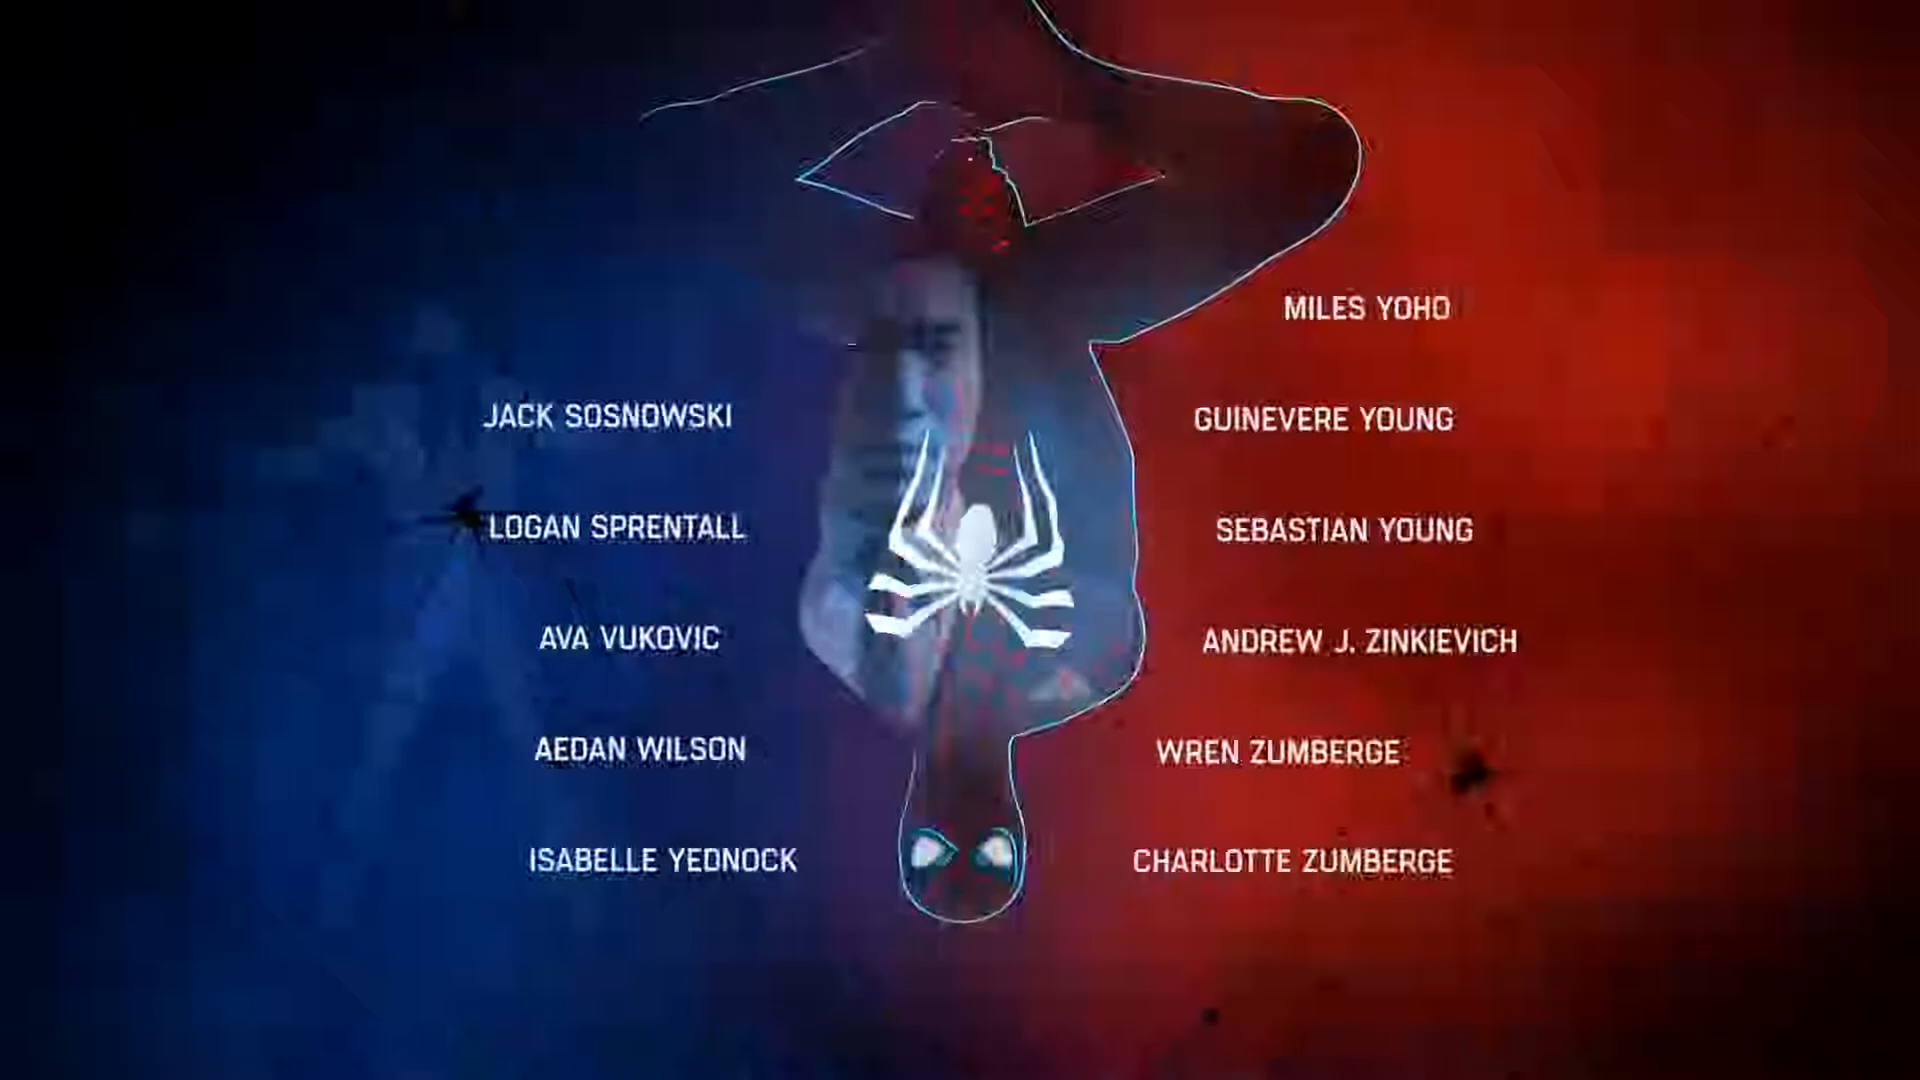 JACK SOSNOWSKI
LOGAN SPRENTALL
AVA VUKOVIC
AEDAN WILSON
ISABELLE YEDNOCK
MILES YOHO
GUINEVERE YOUNG
SEBASTIAN YOUNG
ANDREW J. ZINKIEVICH
WREN ZUMBERGE
CHARLOTTE ZUMBERGE